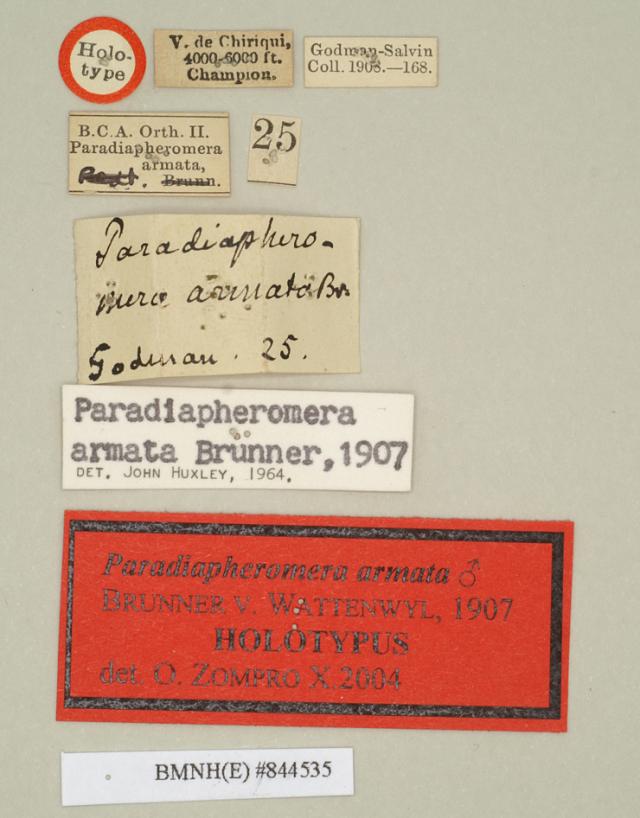 Holo-
type
V. de Chiriqui,
4000-6000 ft.
Champion.
Godman-Salvin
Coll. 1908.—168.
B.C.A. Orth. II.
Paradiapheromera
armata,
Brunn.
25
Paradiaphero-
mera armata Br.
Godman. 25.
Paradiapheromera
armata Brunner, 1907
DET. JOHN HUXLEY, 1964.
Paradiapheromera armata ♂
BRUNNER V. WATTENWYL, 1907
HOLOTYPUS
det. O. ZOMPRO X.2004
BMNH(E) #844535